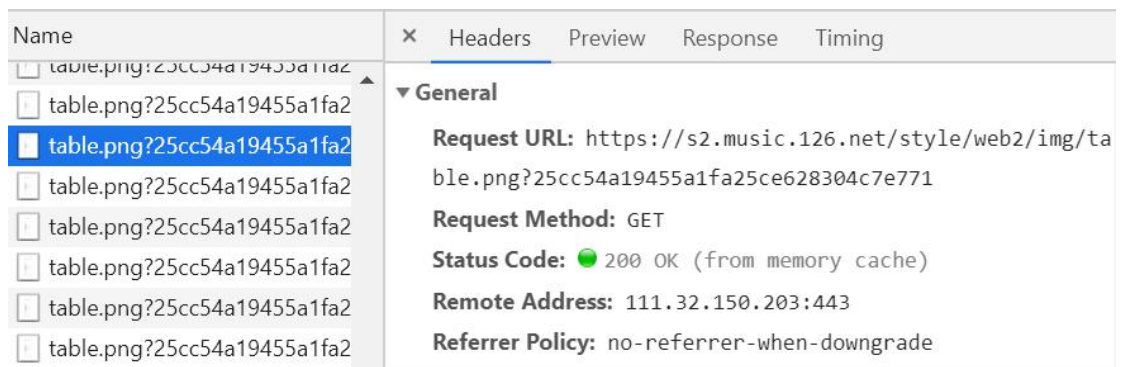 Name
Headers Preview Response Timing
table.png?25cc54a19455a1fa2
table.png?25cc54a19455a1fa2
table.png?25cc54a19455a1fa2
table.png?25cc54a19455a1fa2
table.png?25cc54a19455a1fa2
table.png?25cc54a19455a1fa2
table.png?25cc54a19455a1fa2
table.png?25cc54a19455a1fa2
General
Request URL: https://s2.music.126.net/style/web2/img/ta
ble.png?25cc54a19455a1fa25ce628304c7e771
Request Method: GET
Status Code: 200 OK (from memory cache)
Remote Address: 111.32.150.203:443
Referrer Policy: no-referrer-when-downgrade